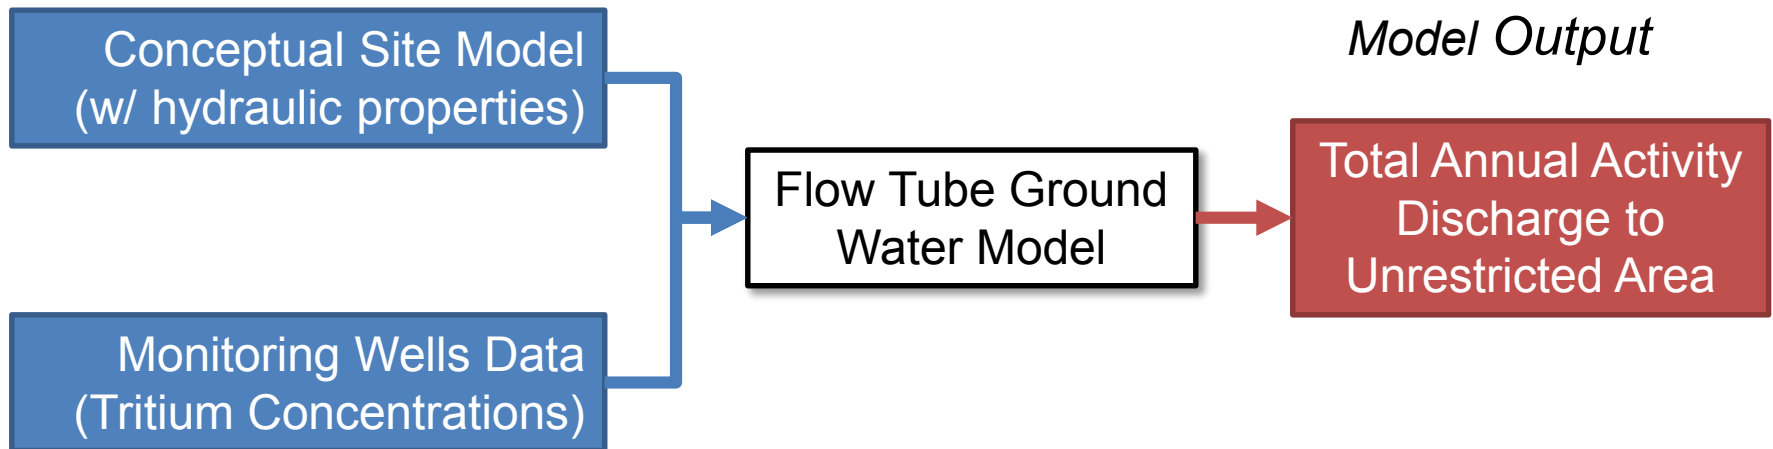 Conceptual Site Model
(w/ hydraulic properties)
Monitoring Wells Data
(Tritium Concentrations)
Flow Tube Ground
Water Model
Model Output
Total Annual Activity
Discharge to
Unrestricted Area